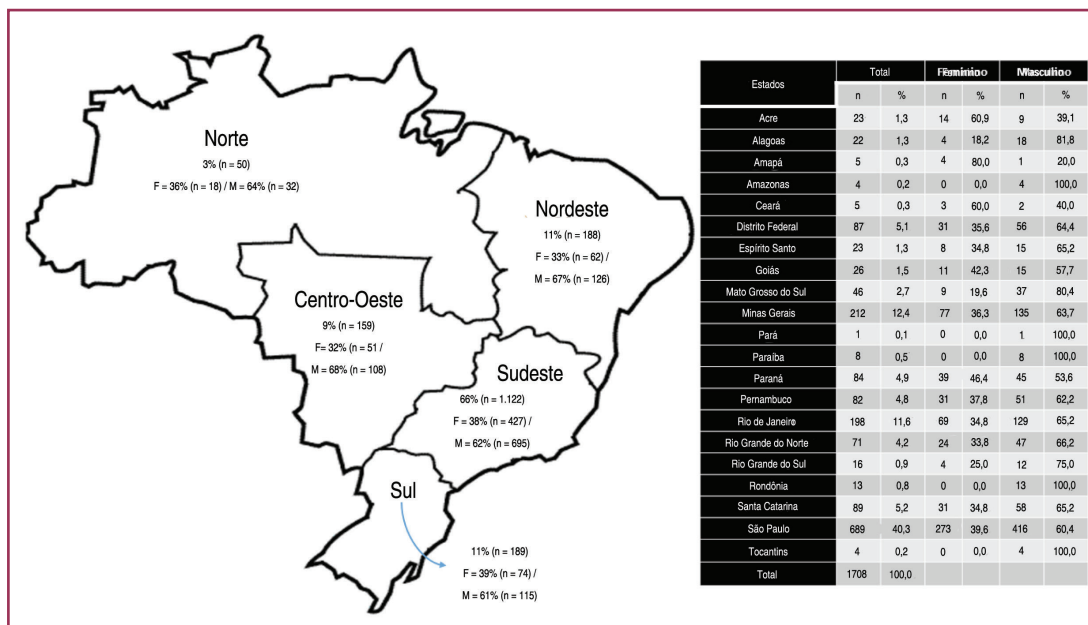 Norte
3% (n = 50)
F = 36% (n = 18) / M = 64% (n = 32)
Nordeste
11% (n = 188)
F = 33% (n = 62) /
M = 67% (n = 126)
Centro-Oeste
9% (n = 159)
F= 32% (n = 51 /
M = 68% (n = 108)
Sudeste
66% (n = 1.122)
F = 38% (n = 427) /
M = 62% (n = 695)
Sul
11% (n = 189)
F = 39% (n = 74) /
M = 61% (n = 115)
Estados Total Feminino Masculino
n % n % n %
Acre 23 1,3 14 60,9 9 39,1
Alagoas 22 1,3 4 18,2 18 81,8
Amapá 5 0,3 4 80,0 1 20,0
Amazonas 4 0,2 0 0,0 4 100,0
Ceará 5 0,3 3 60,0 2 40,0
Distrito Federal 87 5,1 31 35,6 56 64,4
Espírito Santo 23 1,3 8 34,8 15 65,2
Goiás 26 1,5 11 42,3 15 57,7
Mato Grosso do Sul 46 2,7 9 19,6 37 80,4
Minas Gerais 212 12,4 77 36,3 135 63,7
Pará 1 0,1 0 0,0 1 100,0
Paraíba 8 0,5 0 0,0 8 100,0
Paraná 84 4,9 39 46,4 45 53,6
Pernambuco 82 4,8 31 37,8 51 62,2
Rio de Janeiro 198 11,6 69 34,8 129 65,2
Rio Grande do Norte 71 4,2 24 33,8 47 66,2
Rio Grande do Sul 16 0,9 4 25,0 12 75,0
Rondônia 13 0,8 0 0,0 13 100,0
Santa Catarina 89 5,2 31 34,8 58 65,2
São Paulo 689 40,3 273 39,6 416 60,4
Tocantins 4 0,2 0 0,0 4 100,0
Total 1708 100,0